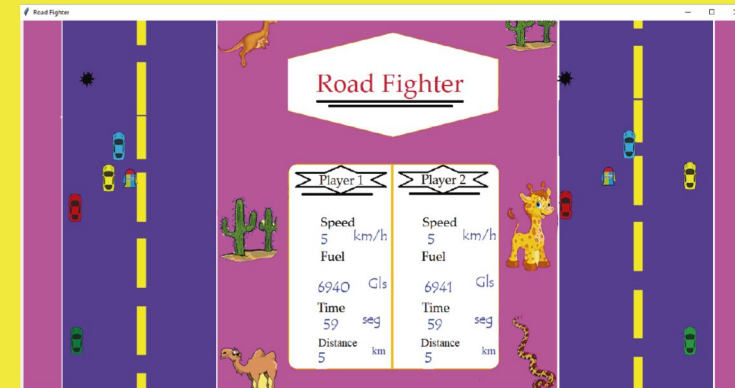 Road Fighter
Road Fighter
Player 1
Player 2
Speed
5 km/h
Fuel
6940 Gls
Time
59 seg
Distance
5 km
Speed
5 km/h
Fuel
6941 Gls
Time
59 seg
Distance
5 km